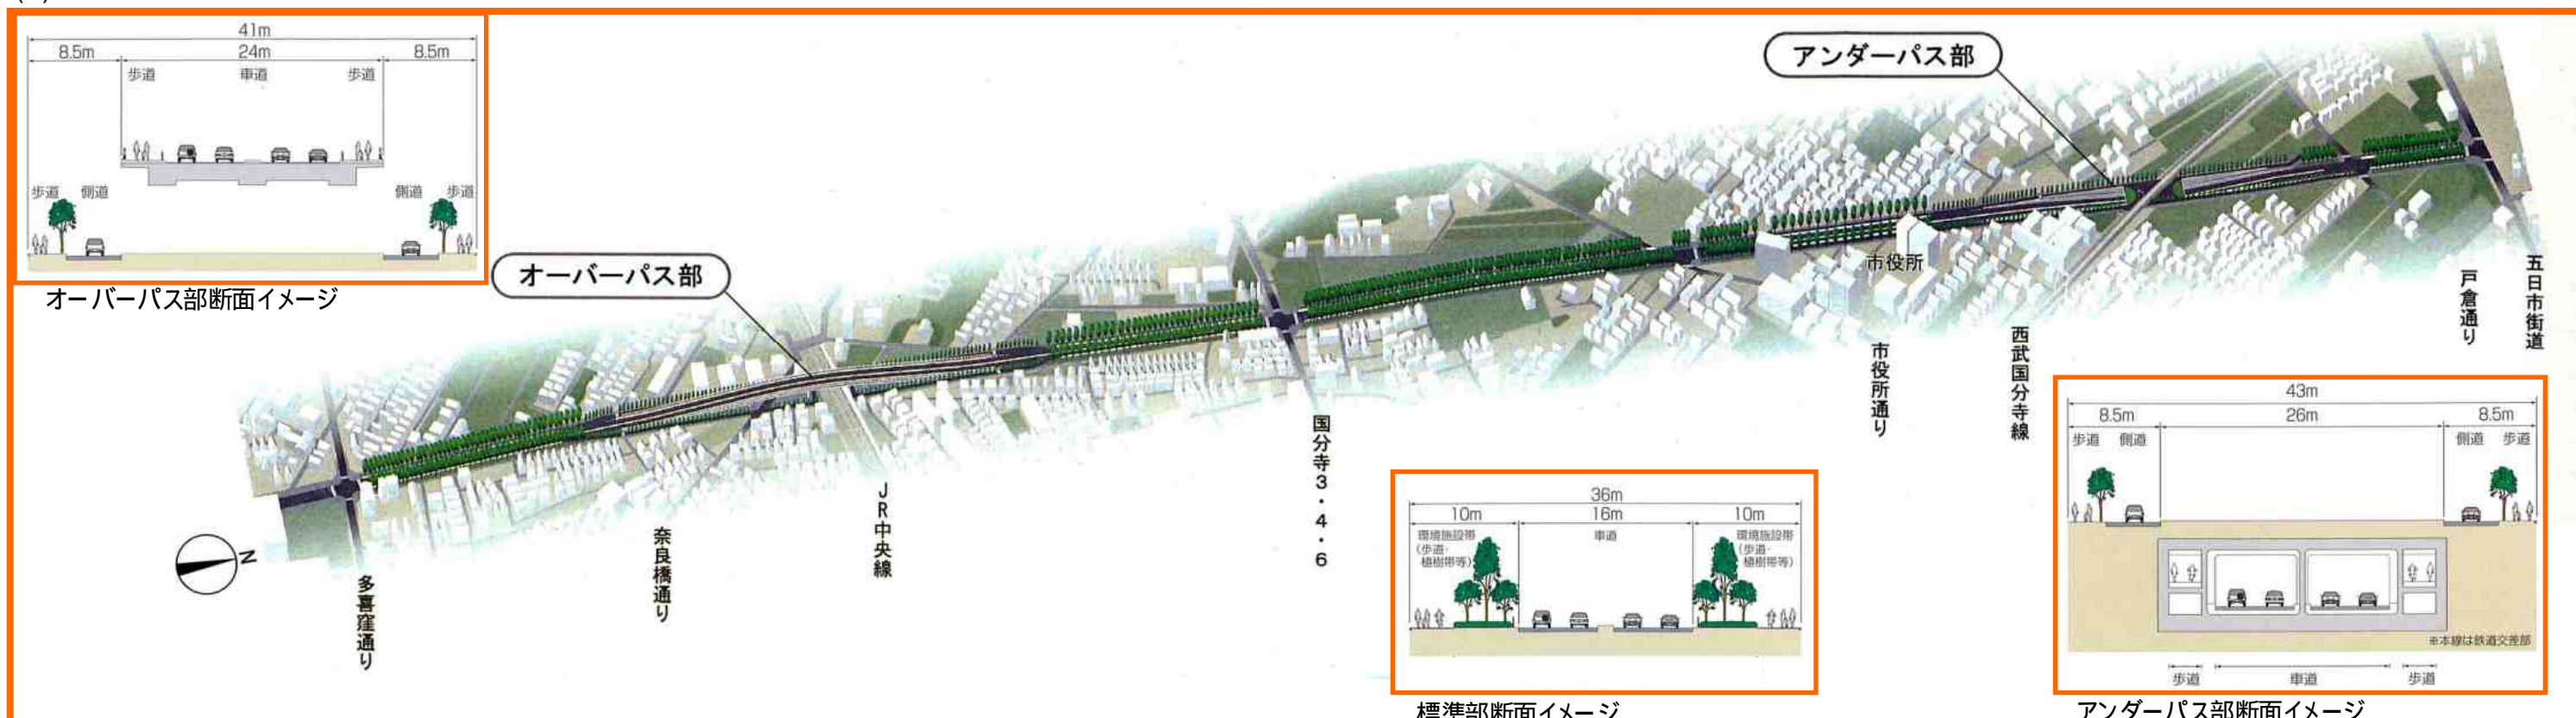 41m
8.5m 24m 8.5m
歩道 車道 歩道
歩道 側道 側道 歩道
オーバーパス部断面イメージ
オーバーパス部
アンダーパス部
市役所
N
多喜窪通り
奈良橋通り
JR中央線
国分寺3・4・6
市役所通り
西武国分寺線
戸倉通り
五日市街道
36m
10m 16m 10m
環境施設帯 車道 環境施設帯
(歩道・ (歩道・
植樹帯等) 植樹帯等)
標準部断面イメージ
43m
8.5m 26m 8.5m
歩道 側道 側道 歩道
※本線は鉄道交差部
歩道 車道 歩道
アンダーパス部断面イメージ